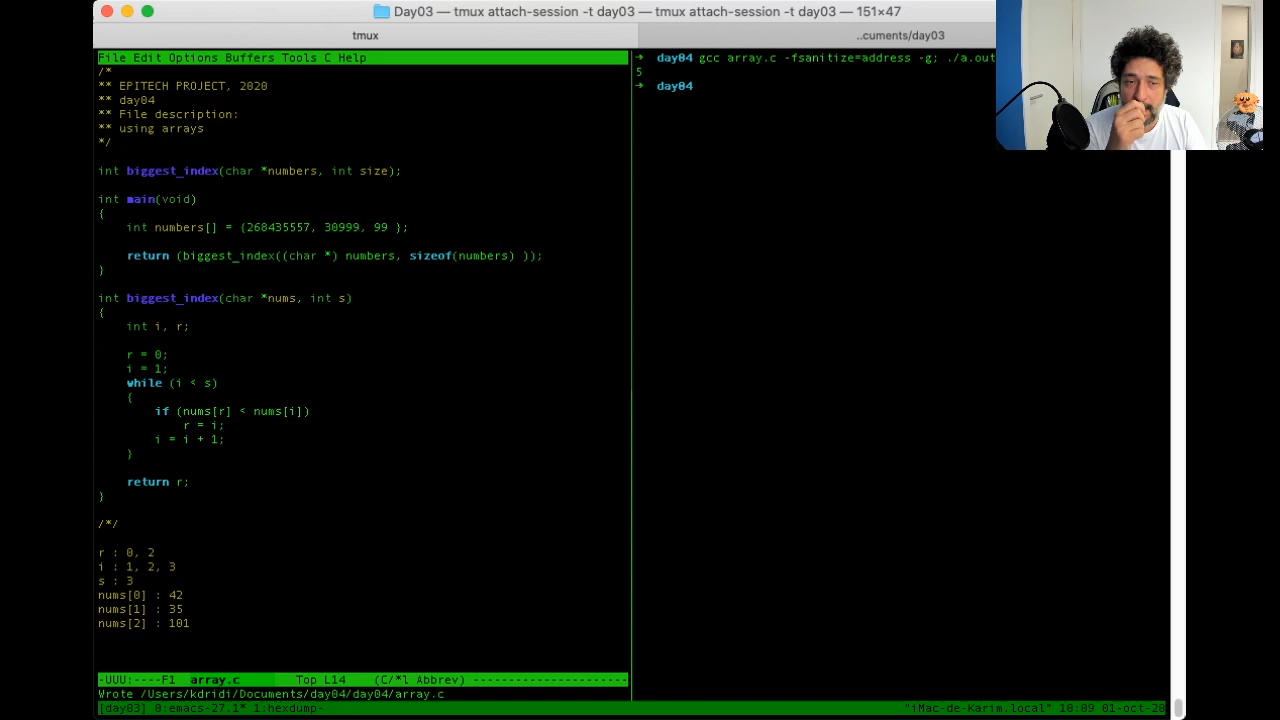 Day03 — tmux attach-session -t day03 — tmux attach-session -t day03 — 151×47
tmux
..cuments/day03
File Edit Options Buffers Tools C Help
/*
** EPITECH PROJECT, 2020
** day04
** File description:
** using arrays
*/
int biggest_index(char *numbers, int size);
int main(void)
{
int numbers[] = {268435557, 30999, 99 };
return (biggest_index((char *) numbers, sizeof(numbers) ));
}
int biggest_index(char *nums, int s)
{
int i, r;
r = 0;
i = 1;
while (i < s)
{
if (nums[r] < nums[i])
r = i;
i = i + 1;
}
return r;
}
/*/
r : 0, 2
i : 1, 2, 3
s : 3
nums[0] : 42
nums[1] : 35
nums[2] : 101
-UUU:----F1 array.c Top L14 (C/*l Abbrev) ----------------------
Wrote /Users/kdridi/Documents/day04/day04/array.c
➜ day04 gcc array.c -fsanitize=address -g; ./a.out
5
➜ day04
[day03] 0:emacs-27.1* 1:hexdump- "iMac-de-Karim.local" 18:09 01-oct-20